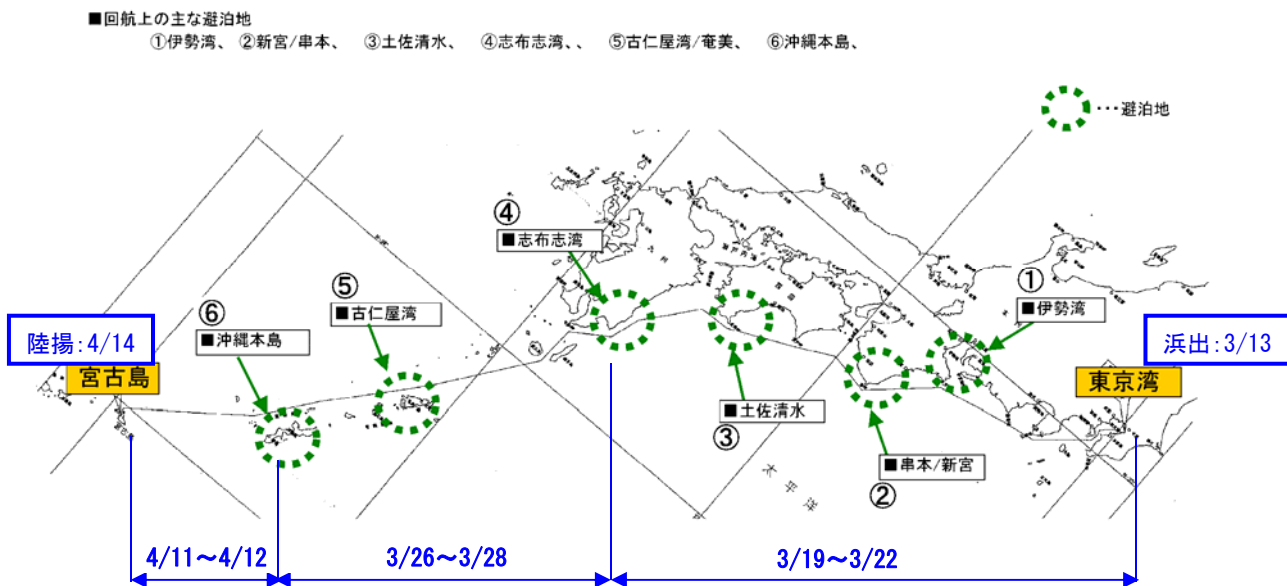 ■回航上の主な避泊地
①伊勢湾、 ②新宮/串本、 ③土佐清水、 ④志布志湾、、 ⑤古仁屋湾/奄美、 ⑥沖縄本島、
・・・避泊地
④
■志布志湾
①
■伊勢湾
⑤
■古仁屋湾
⑥
■沖縄本島
陸揚:4/14
宮古島
浜出:3/13
東京湾
■土佐清水
③
■串本/新宮
②
太平洋
4/11～4/12
3/26～3/28
3/19～3/22